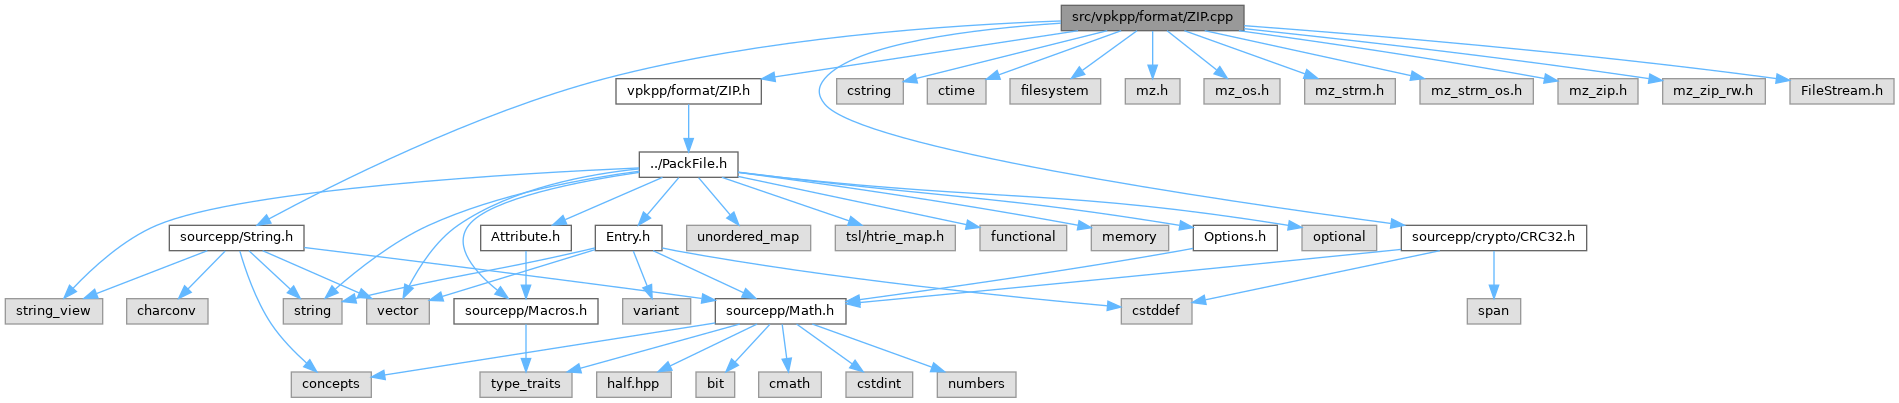 src/vpkpp/format/ZIP.cpp
vpkpp/format/ZIP.h
cstring
ctime
filesystem
mz.h
mz_os.h
mz_strm.h
mz_strm_os.h
mz_zip.h
mz_zip_rw.h
FileStream.h
../PackFile.h
sourcepp/String.h
Attribute.h
Entry.h
unordered_map
tsl/htrie_map.h
functional
memory
Options.h
optional
sourcepp/crypto/CRC32.h
string_view
charconv
string
vector
sourcepp/Macros.h
variant
sourcepp/Math.h
cstddef
span
concepts
type_traits
half.hpp
bit
cmath
cstdint
numbers